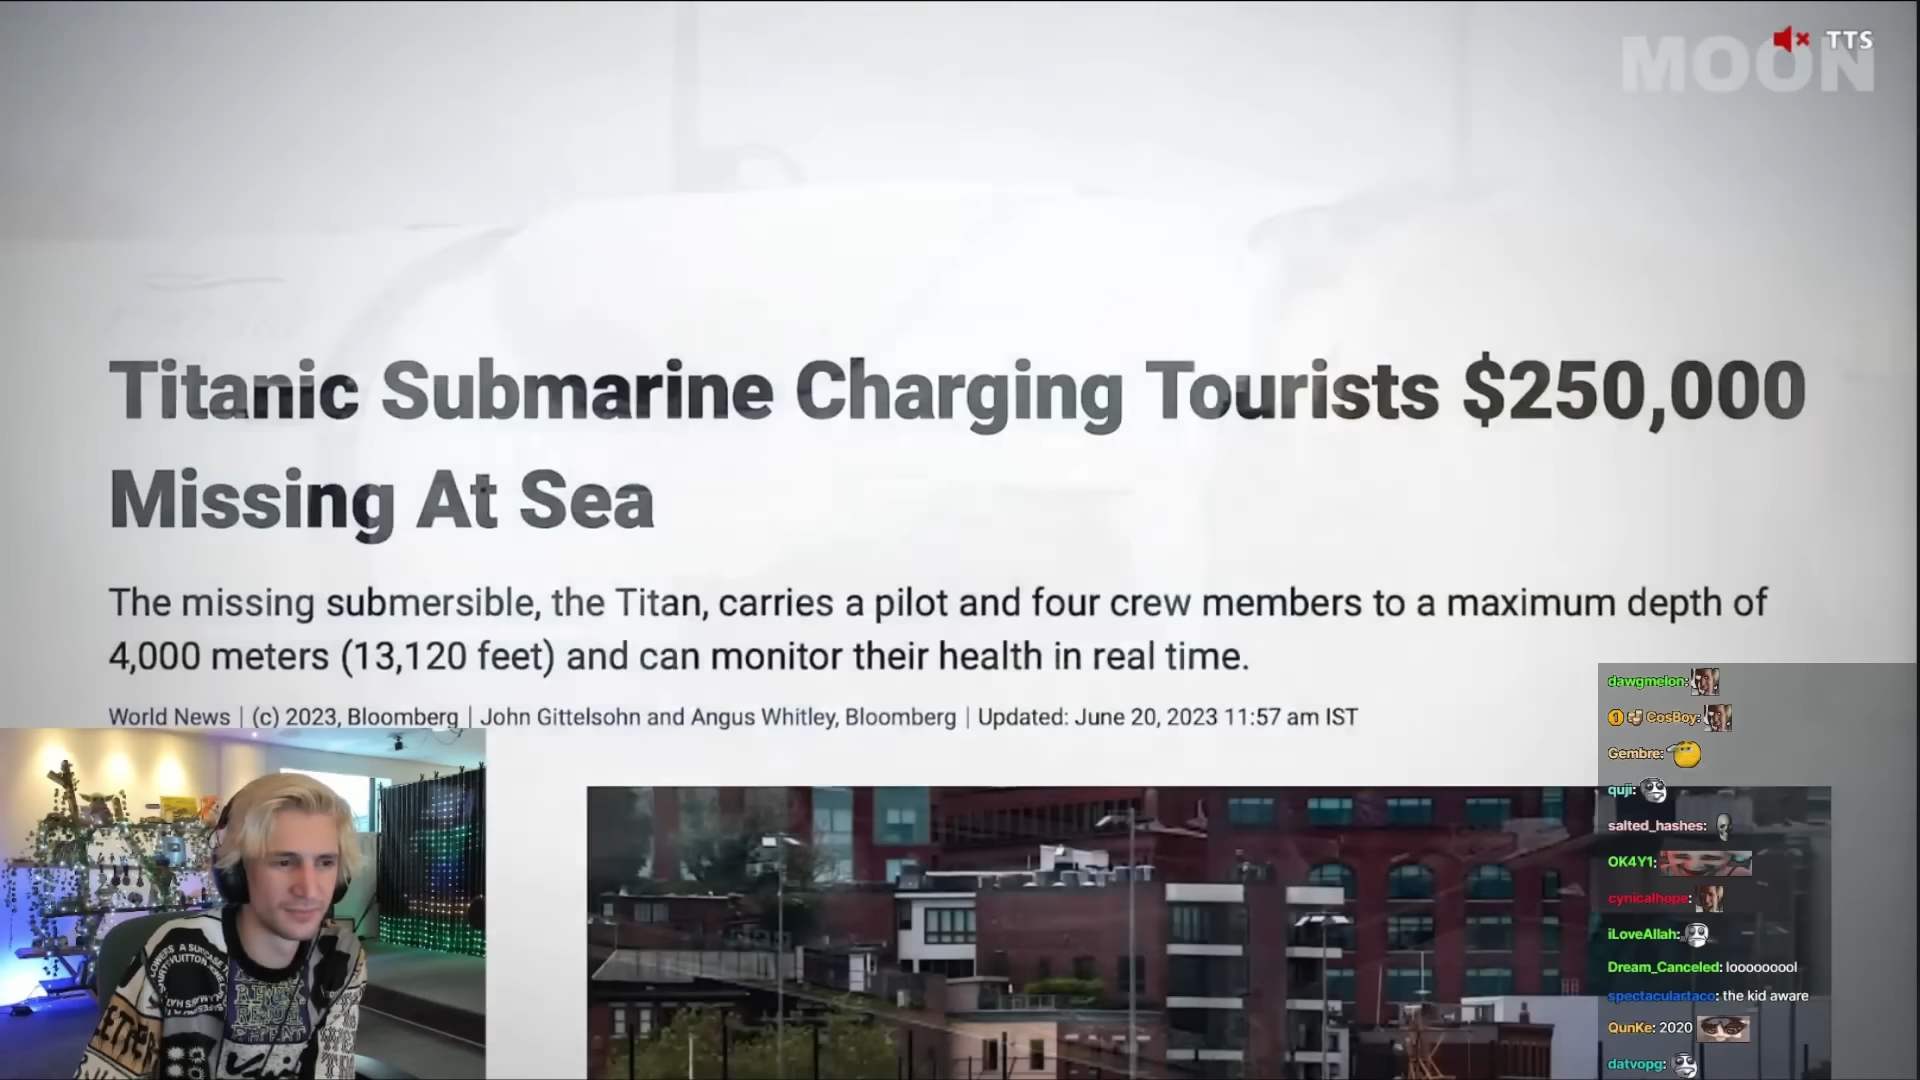 MOON
TTS
Titanic Submarine Charging Tourists $250,000
Missing At Sea
The missing submersible, the Titan, carries a pilot and four crew members to a maximum depth of
4,000 meters (13,120 feet) and can monitor their health in real time.
World News | (c) 2023, Bloomberg | John Gittelsohn and Angus Whitley, Bloomberg | Updated: June 20, 2023 11:57 am IST
dawgmelon:
1 CosBoy:
Gembre:
quji:
salted_hashes:
OK4Y1:
cynicalhope:
iLoveAllah:
Dream_Canceled: looooooool
spectaculartaco: the kid aware
QunKe: 2020
datvopg: